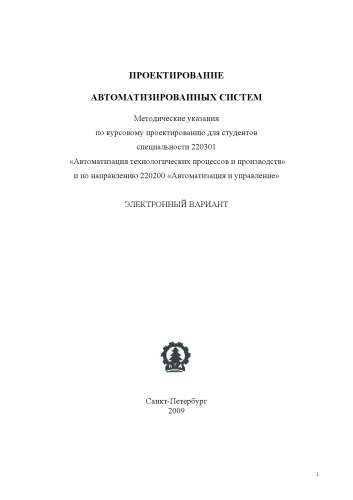 ПРОЕКТИРОВАНИЕ
АВТОМАТИЗИРОВАННЫХ СИСТЕМ
Методические указания
по курсовому проектированию для студентов
специальности 220301
«Автоматизация технологических процессов и производств»
и по направлению 220200 «Автоматизация и управление»
ЭЛЕКТРОННЫЙ ВАРИАНТ
Санкт-Петербург
2009
1